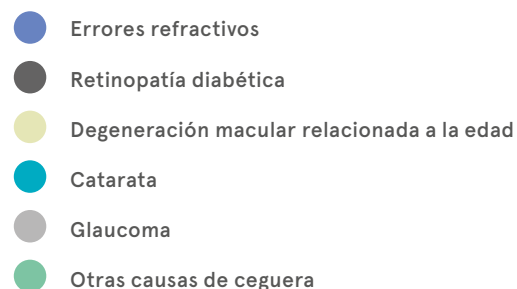 Errores refractivos
Retinopatía diabética
Degeneración macular relacionada a la edad
Catarata
Glaucoma
Otras causas de ceguera